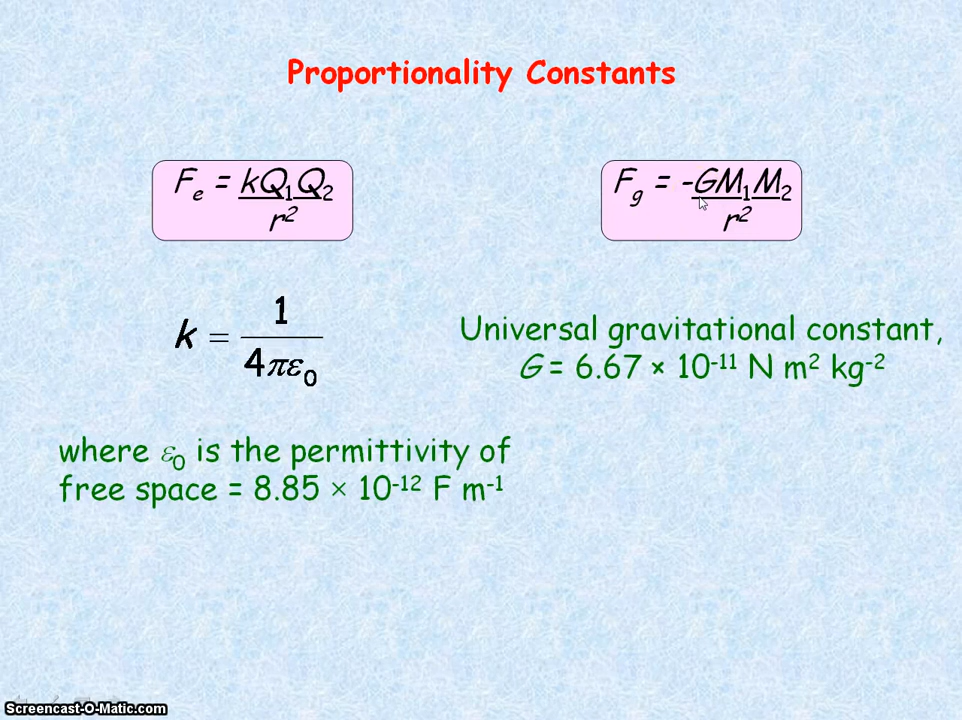 Proportionality Constants
Fₑ = kQ₁Q₂
r²
F_g = -GM₁M₂
r²
k = 1
4πε₀
Universal gravitational constant,
G = 6.67 × 10⁻¹¹ N m² kg⁻²
where ε₀ is the permittivity of
free space = 8.85 × 10⁻¹² F m⁻¹
Screencast-O-Matic.com